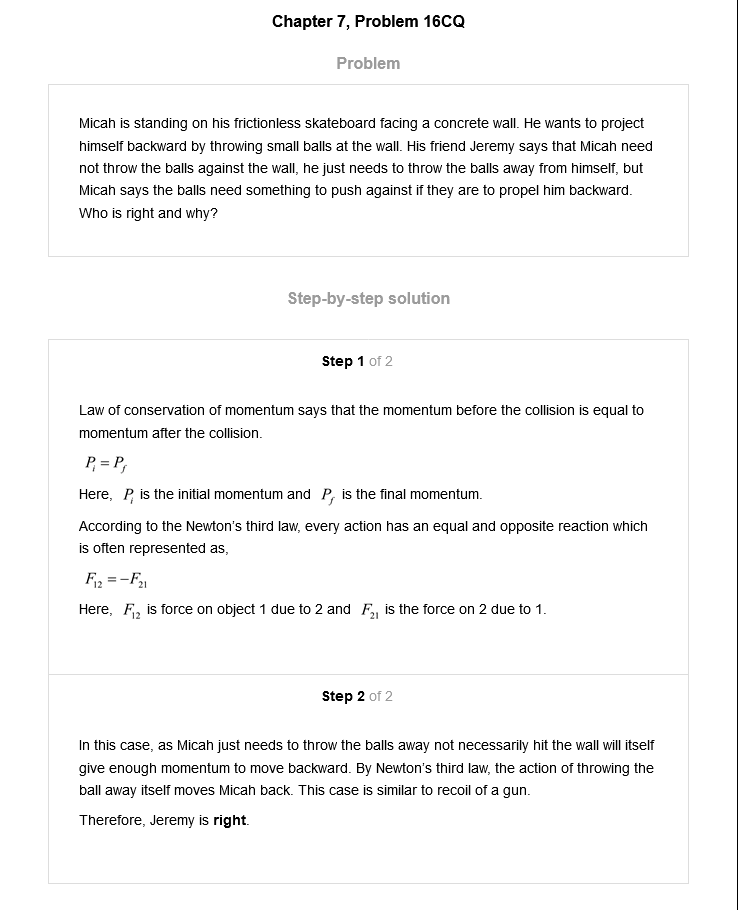 Chapter 7, Problem 16CQ
Problem
Micah is standing on his frictionless skateboard facing a concrete wall. He wants to project
himself backward by throwing small balls at the wall. His friend Jeremy says that Micah need
not throw the balls against the wall, he just needs to throw the balls away from himself, but
Micah says the balls need something to push against if they are to propel him backward.
Who is right and why?
Step-by-step solution
Step 1 of 2
Law of conservation of momentum says that the momentum before the collision is equal to
momentum after the collision.
P_i = P_f
Here, P_i is the initial momentum and P_f is the final momentum.
According to the Newton's third law, every action has an equal and opposite reaction which
is often represented as,
F_12 = -F_21
Here, F_12 is force on object 1 due to 2 and F_21 is the force on 2 due to 1.
Step 2 of 2
In this case, as Micah just needs to throw the balls away not necessarily hit the wall will itself
give enough momentum to move backward. By Newton's third law, the action of throwing the
ball away itself moves Micah back. This case is similar to recoil of a gun.
Therefore, Jeremy is right.